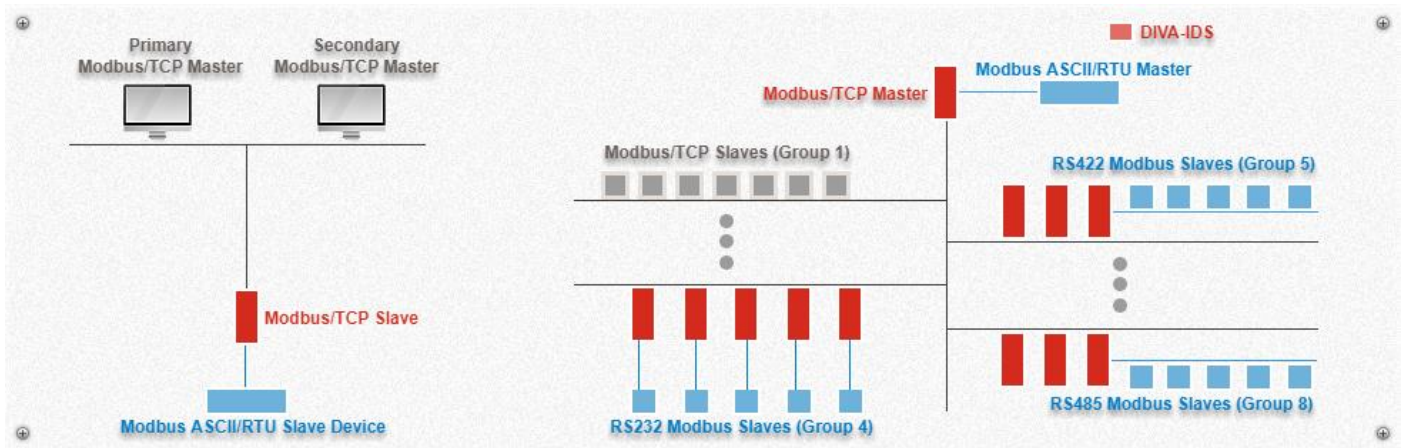 Primary
Modbus/TCP Master
Secondary
Modbus/TCP Master
Modbus/TCP Slave
Modbus ASCII/RTU Slave Device
DIVA-IDS
Modbus ASCII/RTU Master
Modbus/TCP Master
Modbus/TCP Slaves (Group 1)
RS422 Modbus Slaves (Group 5)
RS232 Modbus Slaves (Group 4)
RS485 Modbus Slaves (Group 8)